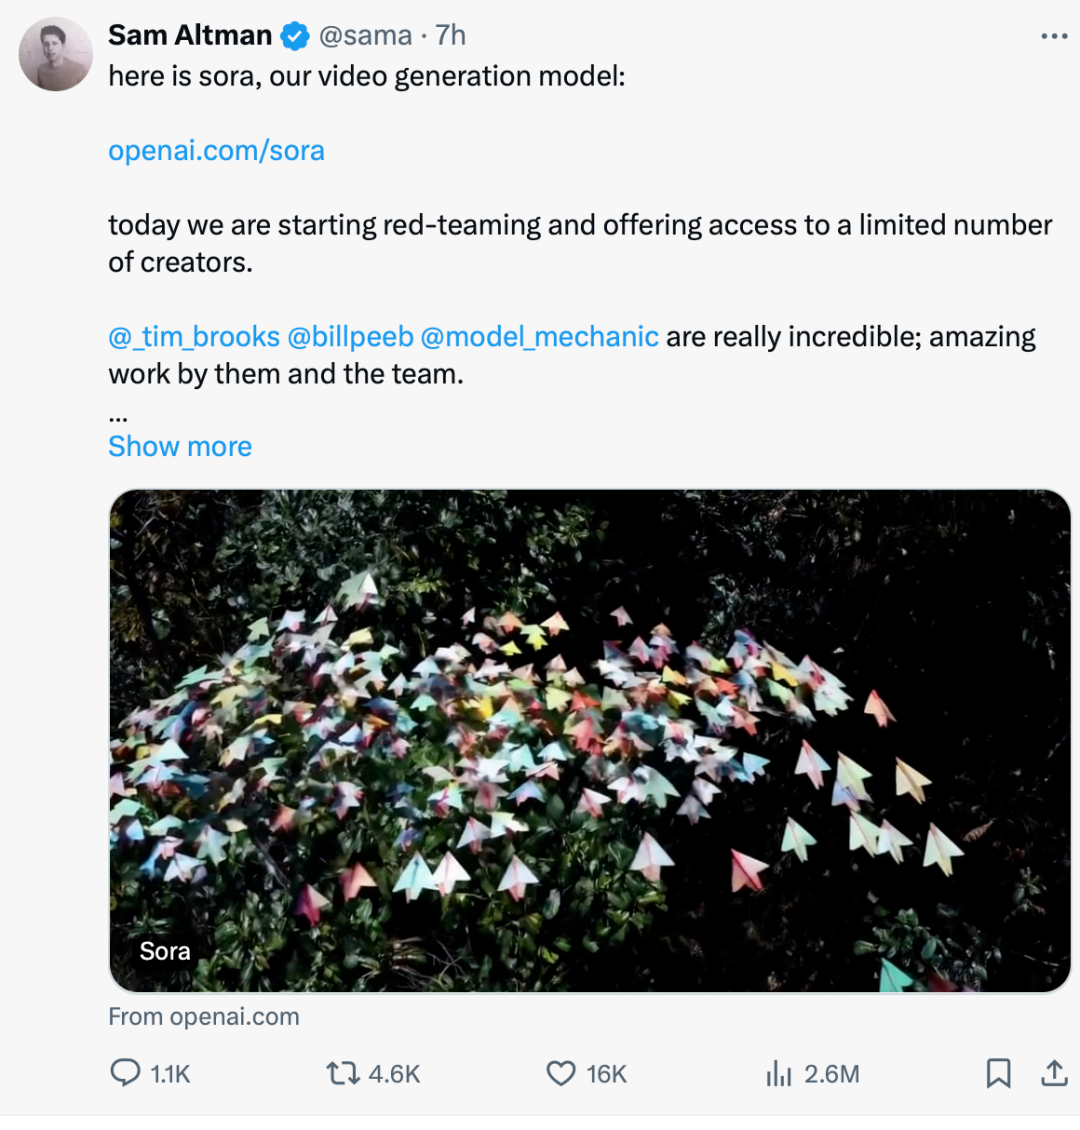 Sam Altman @sama · 7h
here is sora, our video generation model:
openai.com/sora
today we are starting red-teaming and offering access to a limited number
of creators.
@_tim_brooks @billpeeb @model_mechanic are really incredible; amazing
work by them and the team.
...
Show more
Sora
From openai.com
1.1K 4.6K 16K 2.6M